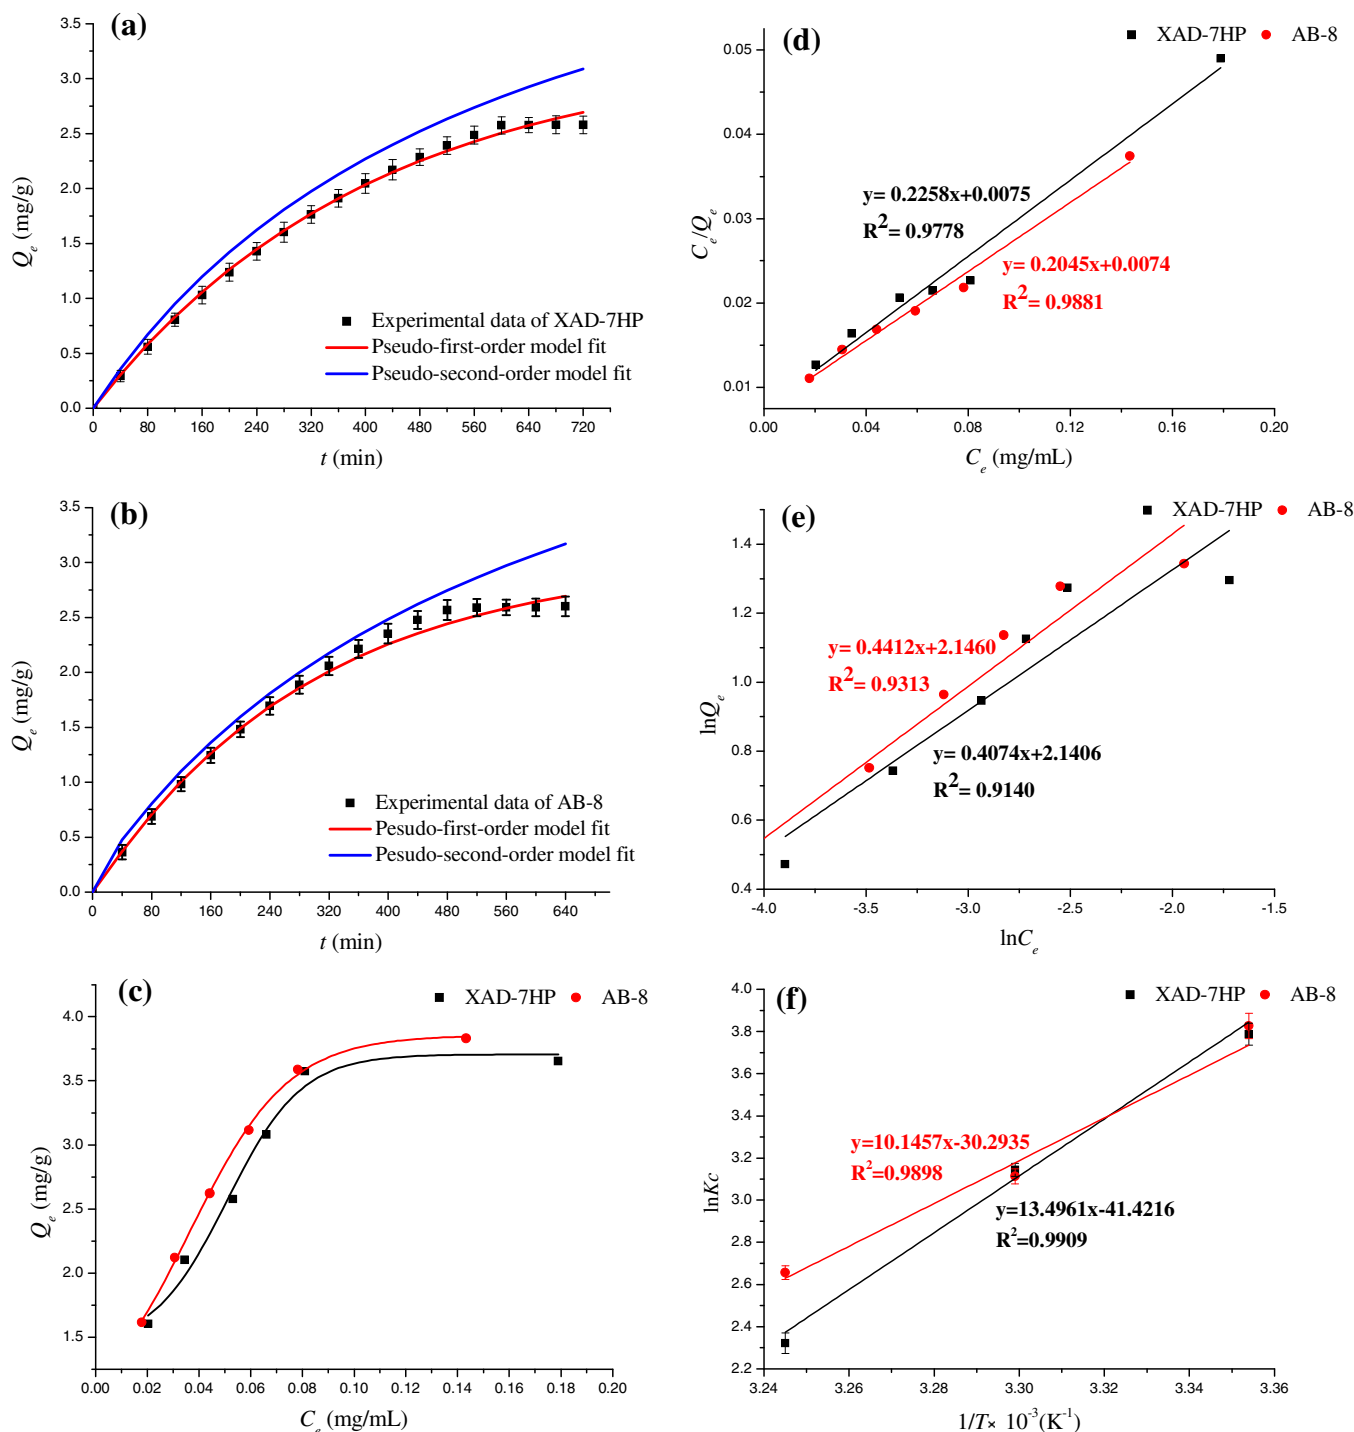 (a)
3.5
3.0
2.5
2.0
1.5
1.0
0.5
0.0
Q_e (mg/g)
Experimental data of XAD-7HP
Pseudo-first-order model fit
Pseudo-second-order model fit
0 80 160 240 320 400 480 560 640 720
t (min)
(d)
XAD-7HP AB-8
0.05
0.04
0.03
0.02
0.01
C_e/Q_e
y= 0.2258x+0.0075
R²= 0.9778
y= 0.2045x+0.0074
R²= 0.9881
0.00 0.04 0.08 0.12 0.16 0.20
C_e (mg/mL)
(b)
3.5
3.0
2.5
2.0
1.5
1.0
0.5
0.0
Q_e (mg/g)
Experimental data of AB-8
Pesudo-first-order model fit
Pesudo-second-order model fit
0 80 160 240 320 400 480 560 640
t (min)
(e)
XAD-7HP AB-8
1.4
1.2
1.0
0.8
0.6
0.4
lnQ_e
y= 0.4412x+2.1460
R²= 0.9313
y= 0.4074x+2.1406
R²= 0.9140
-4.0 -3.5 -3.0 -2.5 -2.0 -1.5
lnC_e
(c)
XAD-7HP AB-8
4.0
3.5
3.0
2.5
2.0
1.5
Q_e (mg/g)
0.00 0.02 0.04 0.06 0.08 0.10 0.12 0.14 0.16 0.18 0.20
C_e (mg/mL)
(f)
XAD-7HP AB-8
4.0
3.8
3.6
3.4
3.2
3.0
2.8
2.6
2.4
2.2
lnKc
y=10.1457x-30.2935
R²=0.9898
y=13.4961x-41.4216
R²=0.9909
3.24 3.26 3.28 3.30 3.32 3.34 3.36
1/T× 10⁻³(K⁻¹)